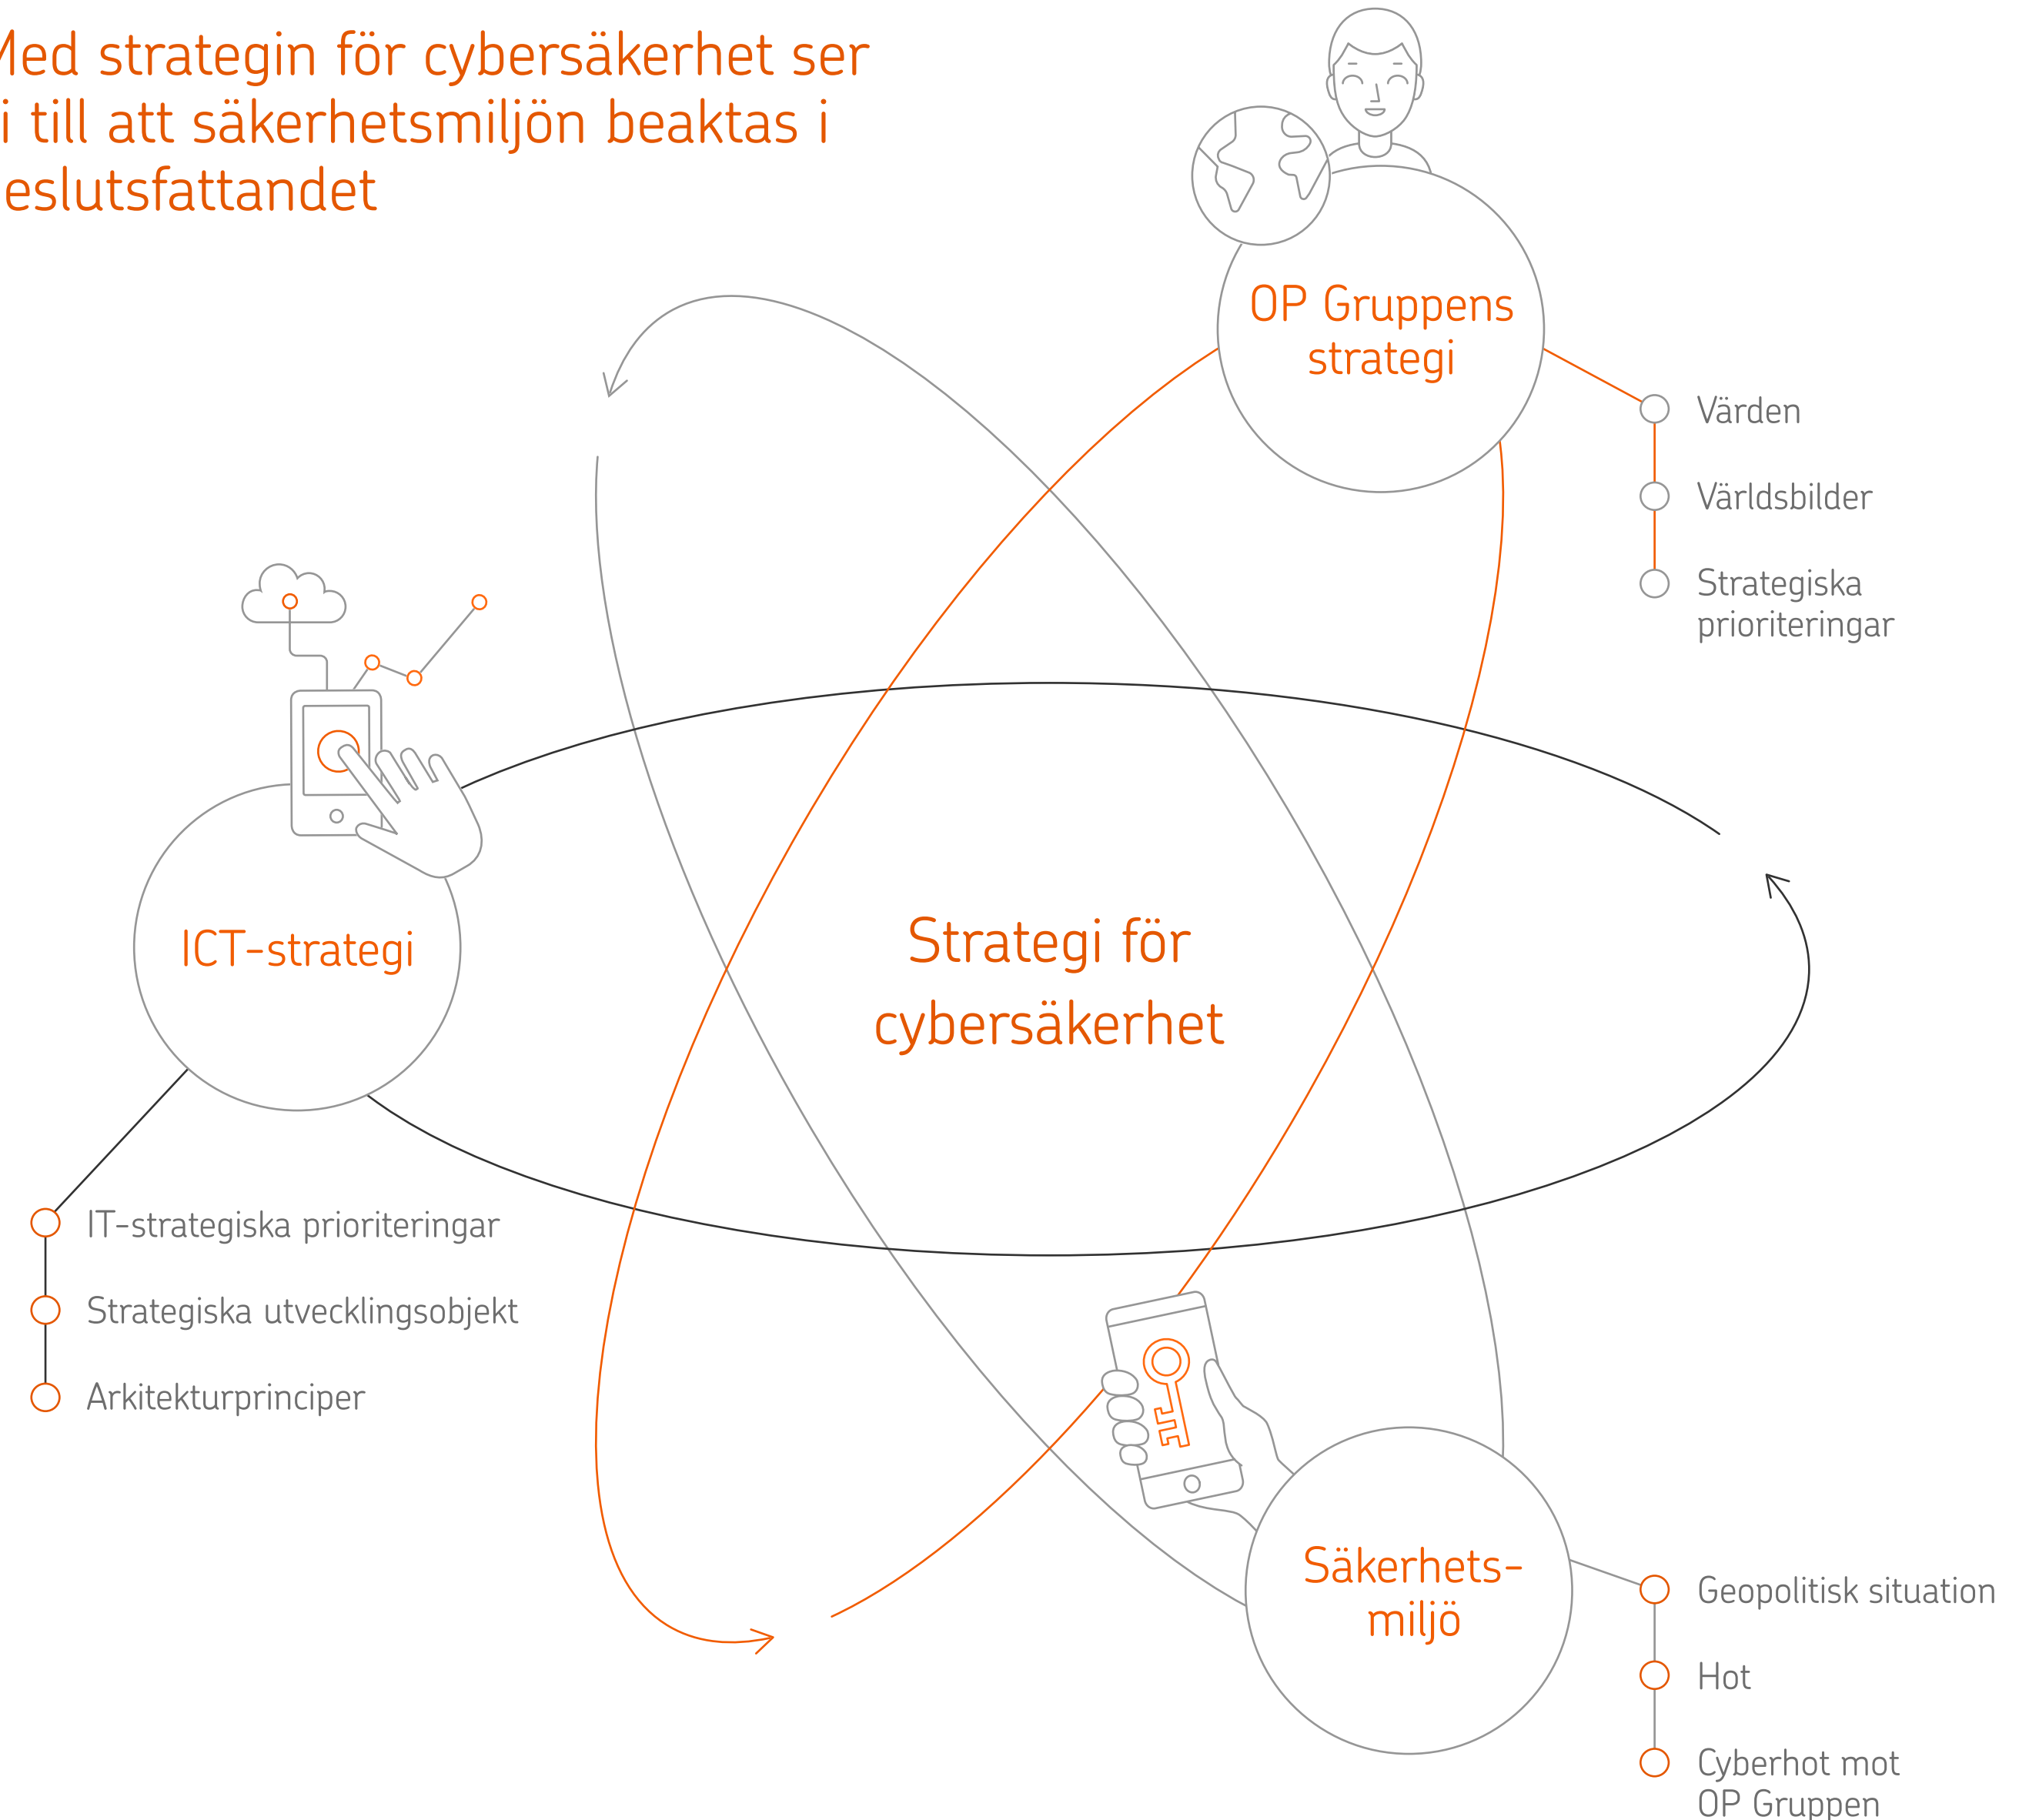 Med strategin för cybersäkerhet ser
i till att säkerhetsmiljön beaktas i
eslutsfattandet
OP Gruppens
strategi
Värden
Världsbilder
Strategiska
prioriteringar
Strategi för
cybersäkerhet
ICT-strategi
IT-strategiska prioriteringar
Strategiska utvecklingsobjekt
Arkitekturprinciper
Säkerhets-
miljö
Geopolitisk situation
Hot
Cyberhot mot
OP Gruppen